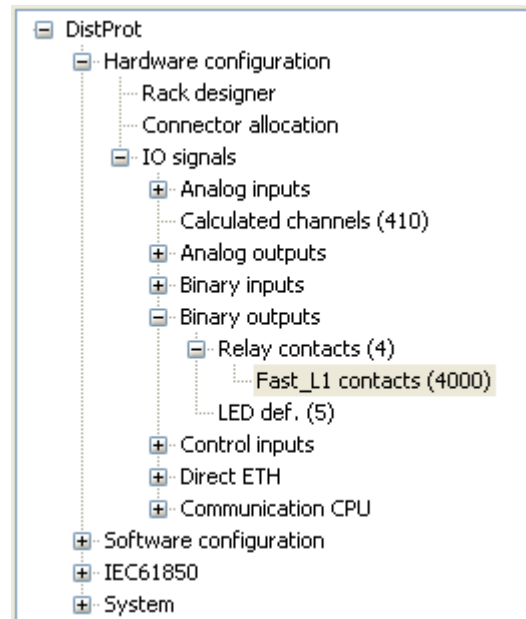 DistProt
Hardware configuration
Rack designer
Connector allocation
IO signals
Analog inputs
Calculated channels (410)
Analog outputs
Binary inputs
Binary outputs
Relay contacts (4)
Fast_L1 contacts (4000)
LED def. (5)
Control inputs
Direct ETH
Communication CPU
Software configuration
IEC61850
System